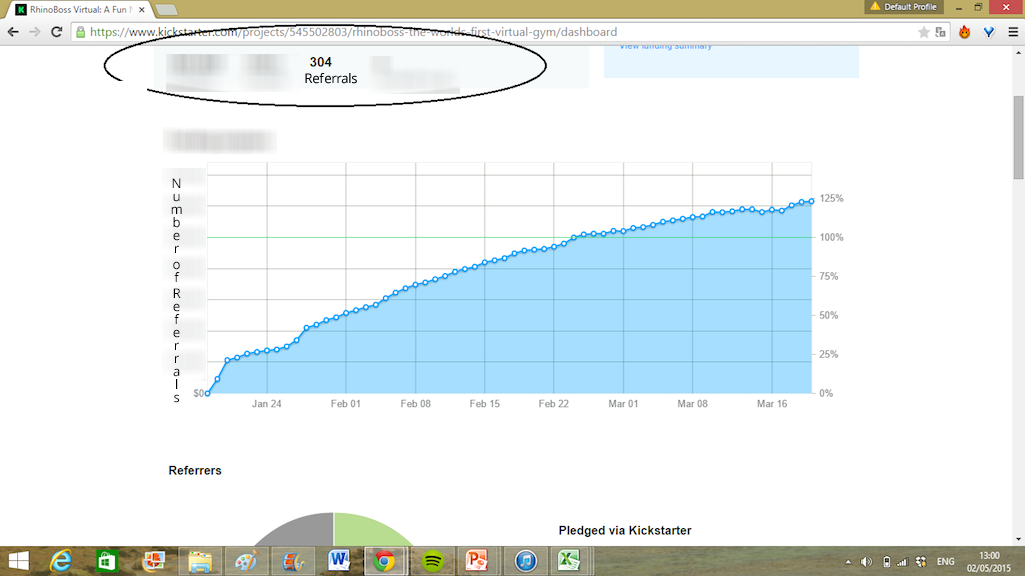 RhinoBoss Virtual: A Fun N
Default Profile
https://www.kickstarter.com/projects/545502803/rhinoboss-the-worlds-first-virtual-gym/dashboard
View funding summary
304
Referrals
Number of Referrals
125%
100%
75%
50%
25%
$0
0%
Jan 24 Feb 01 Feb 08 Feb 15 Feb 22 Mar 01 Mar 08 Mar 16
Referrers
Pledged via Kickstarter
ENG
13:00
02/05/2015